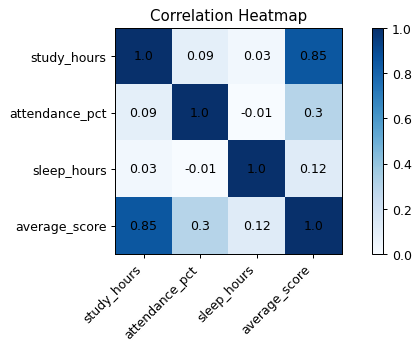 Correlation Heatmap
study_hours 1.0 0.09 0.03 0.85
attendance_pct 0.09 1.0 -0.01 0.3
sleep_hours 0.03 -0.01 1.0 0.12
average_score 0.85 0.3 0.12 1.0
study_hours attendance_pct sleep_hours average_score
1.0
0.8
0.6
0.4
0.2
0.0